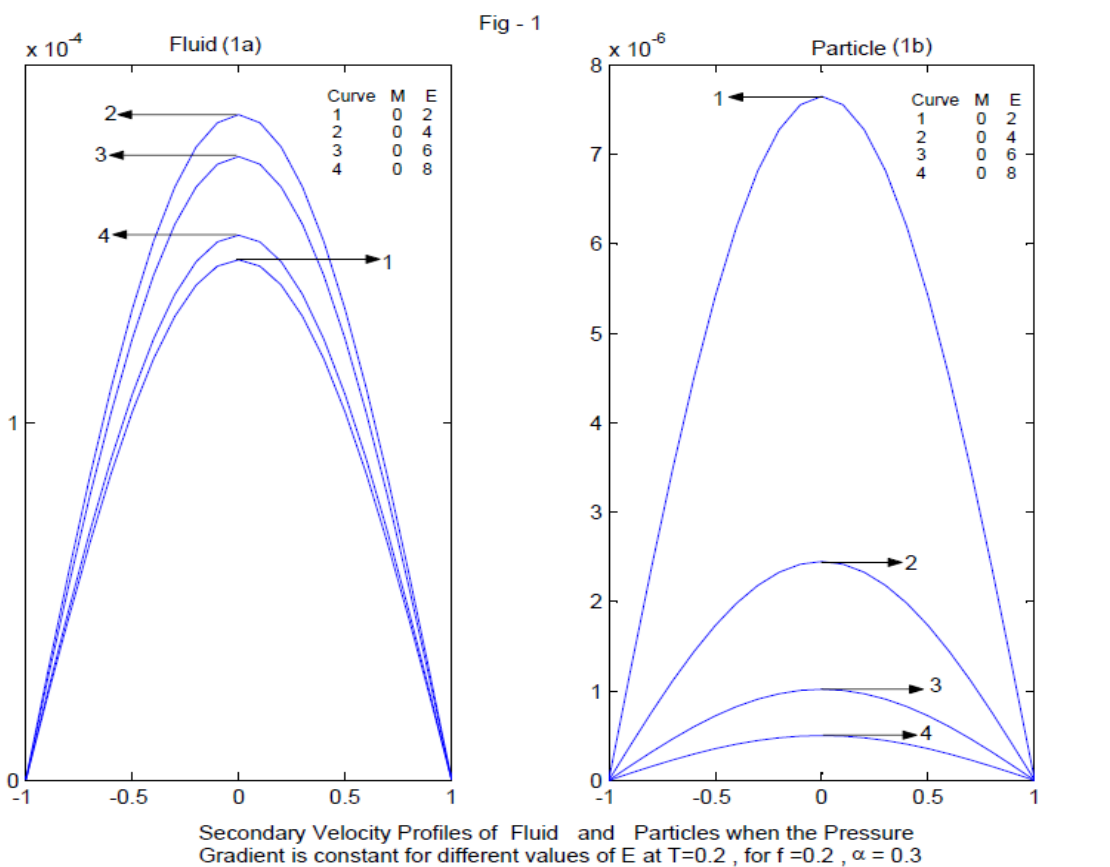 Fig - 1
x 10-4
Fluid (1a)
Curve M E
1 0 2
2 0 4
3 0 6
4 0 8
2
3
4
1
1
0
-1 -0.5 0 0.5 1
x 10-6
Particle (1b)
Curve M E
1 0 2
2 0 4
3 0 6
4 0 8
1
2
3
4
8
7
6
5
4
3
2
1
0
-1 -0.5 0 0.5 1
Secondary Velocity Profiles of Fluid and Particles when the Pressure
Gradient is constant for different values of E at T=0.2 , for f =0.2 , α = 0.3